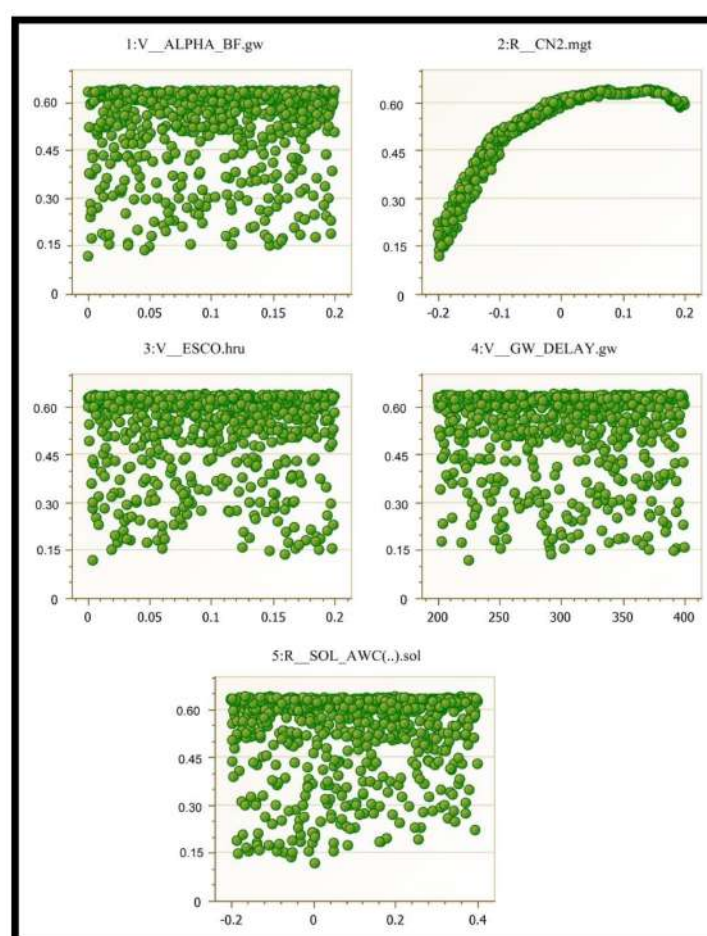 1:V__ALPHA_BF.gw
2:R__CN2.mgt
0.60
0.45
0.30
0.15
0
0 0.05 0.1 0.15 0.2
0.60
0.45
0.30
0.15
0
-0.2 -0.1 0 0.1 0.2
3:V__ESCO.hru
4:V__GW_DELAY.gw
0.60
0.45
0.30
0.15
0
0 0.05 0.1 0.15 0.2
0.60
0.45
0.30
0.15
0
200 250 300 350 400
5:R__SOL_AWC(..).sol
0.60
0.45
0.30
0.15
0
-0.2 0 0.2 0.4